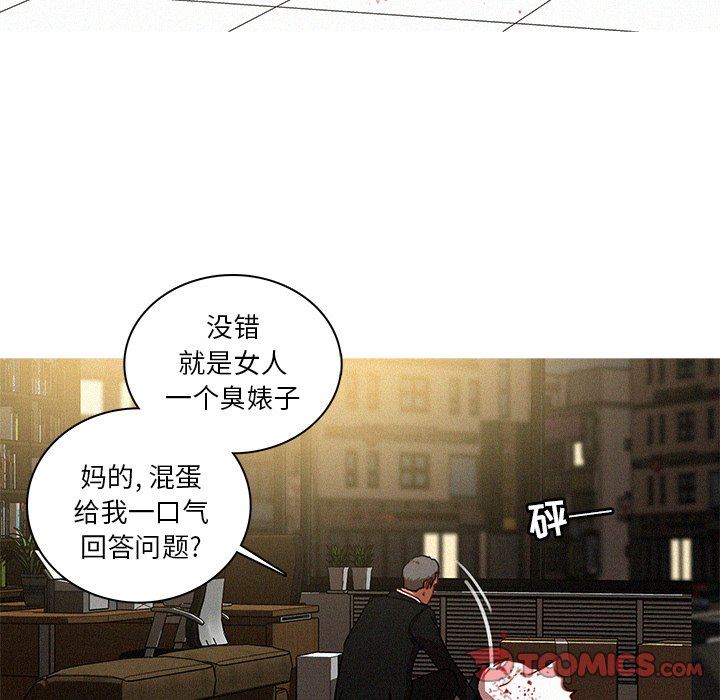 没错
就是女人
一个臭婊子
妈的, 混蛋
给我一口气
回答问题?
砰—
TOOMICS.COM